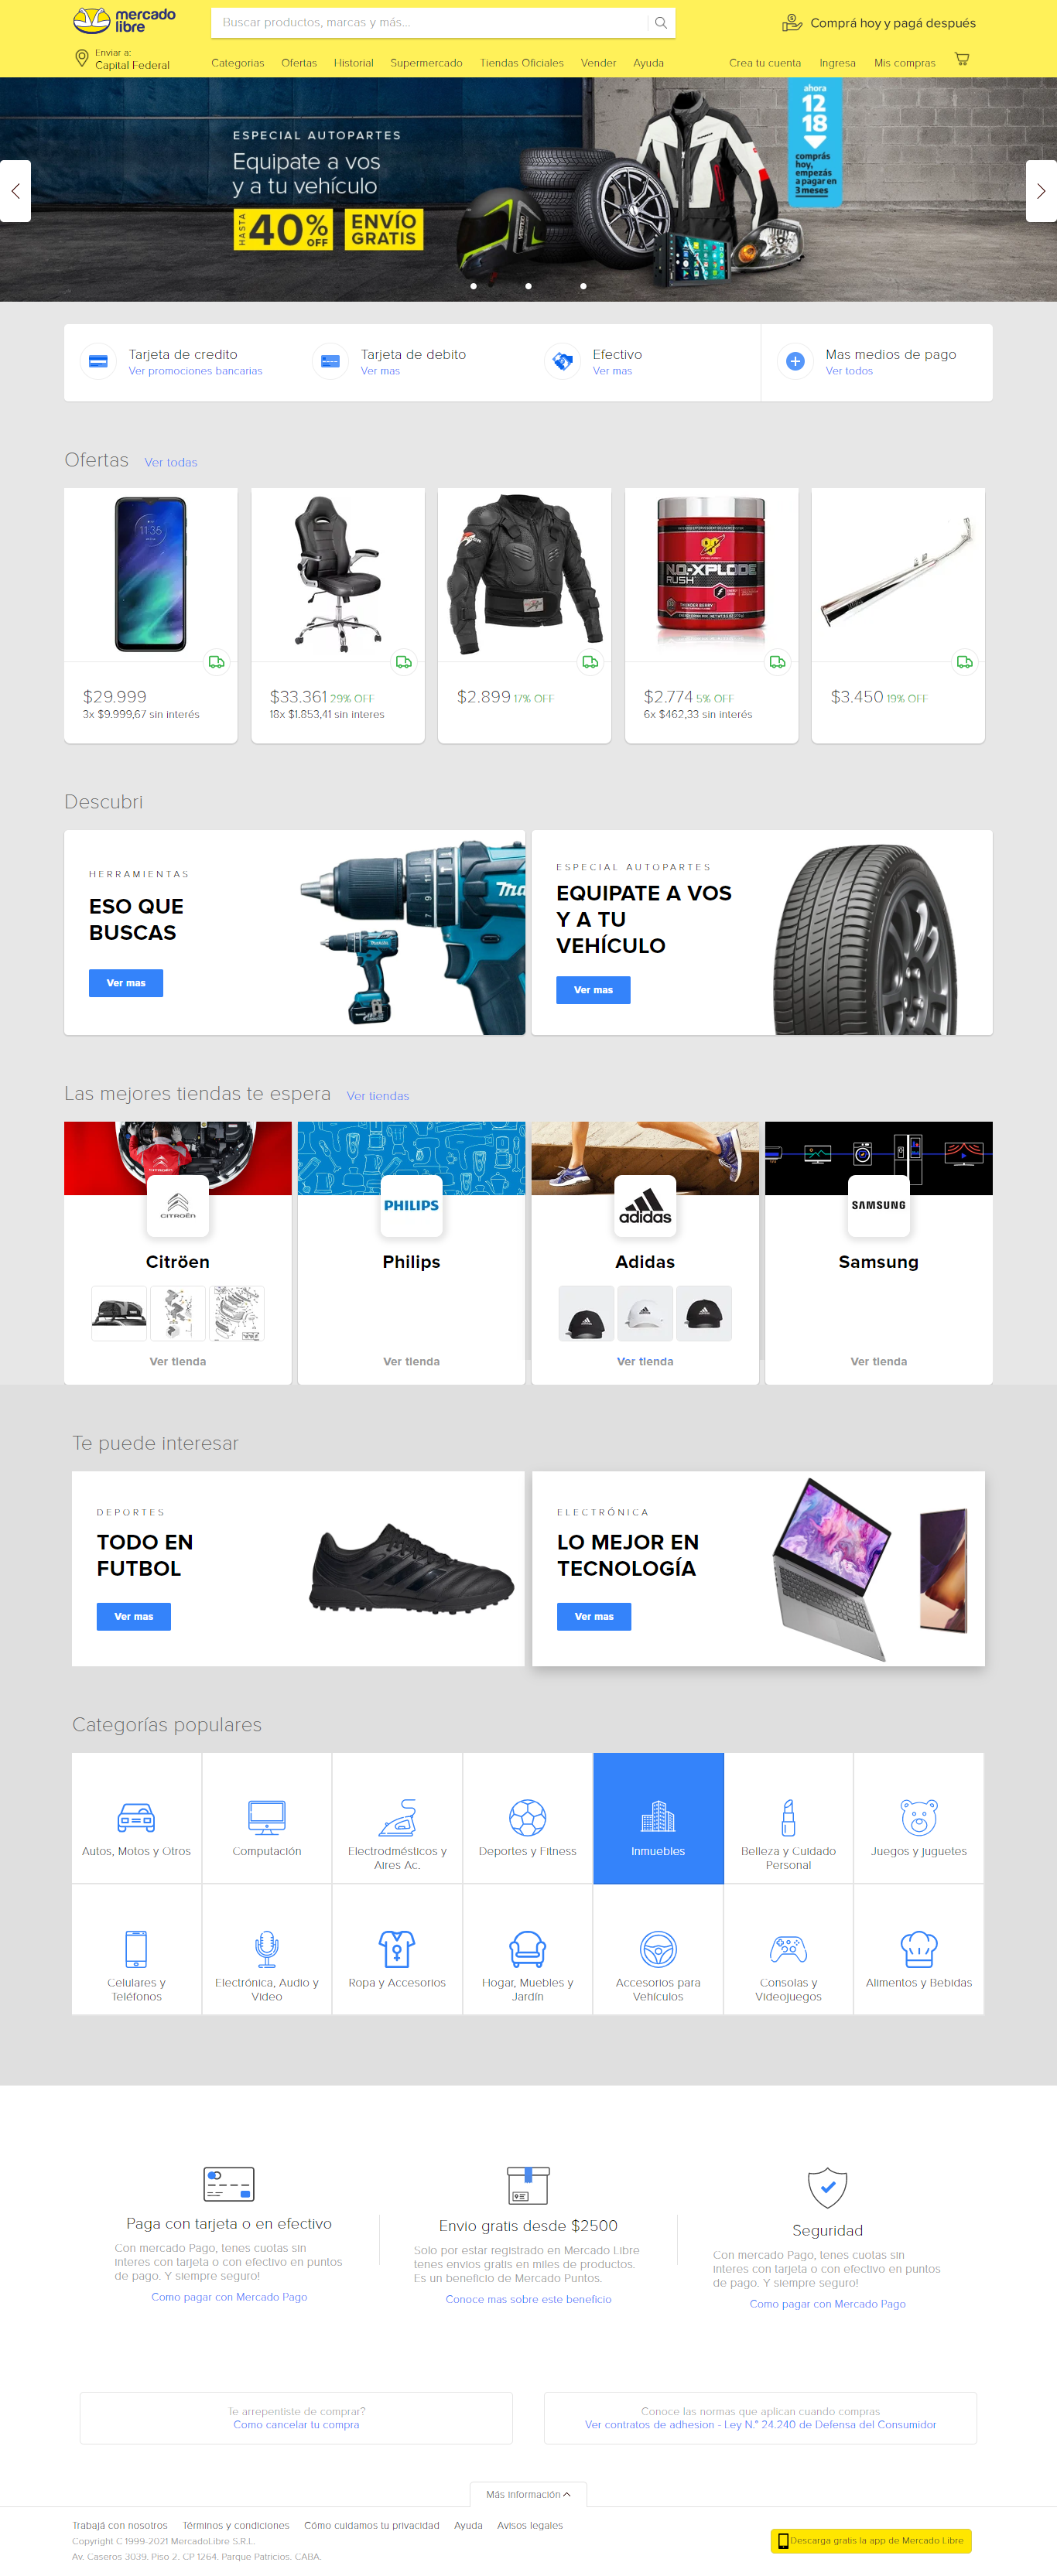 mercado
libre
Buscar productos, marcas y más...
Comprá hoy y pagá después
Enviar a:
Capital Federal
Categorias Ofertas Historial Supermercado Tiendas Oficiales Vender Ayuda Crea tu cuenta Ingresa Mis compras
ESPECIAL AUTOPARTES
Equipate a vos
y a tu vehículo
HASTA 40% OFF ENVÍO GRATIS
ahora
12
18
comprás
hoy,
empezás
a pagar en
3 meses
Tarjeta de credito
Ver promociones bancarias
Tarjeta de debito
Ver mas
Efectivo
Ver mas
Mas medios de pago
Ver todos
Ofertas Ver todas
11:35
N.O.-XPLODE
RUSH
THUNDER BERRY
$29.999
3x $9.999,67 sin interés
$33.361 29% OFF
18x $1.853,41 sin interes
$2.899 17% OFF
$2.774 5% OFF
6x $462,33 sin interés
$3.450 19% OFF
Descubri
HERRAMIENTAS
ESO QUE
BUSCAS
Ver mas
makita
ESPECIAL AUTOPARTES
EQUIPATE A VOS
Y A TU
VEHÍCULO
Ver mas
Las mejores tiendas te espera Ver tiendas
CITROËN
Citröen
Ver tienda
PHILIPS
Philips
Ver tienda
adidas
Adidas
Ver tienda
SAMSUNG
Samsung
Ver tienda
Te puede interesar
DEPORTES
TODO EN
FUTBOL
Ver mas
ELECTRÓNICA
LO MEJOR EN
TECNOLOGÍA
Ver mas
Categorías populares
Autos, Motos y Otros
Computación
Electrodmésticos y
Aires Ac.
Deportes y Fitness
Inmuebles
Belleza y Cuidado
Personal
Juegos y juguetes
Celulares y
Teléfonos
Electrónica, Audio y
Video
Ropa y Accesorios
Hogar, Muebles y
Jardín
Accesorios para
Vehículos
Consolas y
Videojuegos
Alimentos y Bebidas
Paga con tarjeta o en efectivo
Con mercado Pago, tenes cuotas sin
interes con tarjeta o con efectivo en puntos
de pago. Y siempre seguro!
Como pagar con Mercado Pago
Envio gratis desde $2500
Solo por estar registrado en Mercado Libre
tenes envios gratis en miles de productos.
Es un beneficio de Mercado Puntos.
Conoce mas sobre este beneficio
Seguridad
Con mercado Pago, tenes cuotas sin
interes con tarjeta o con efectivo en puntos
de pago. Y siempre seguro!
Como pagar con Mercado Pago
Te arrepentiste de comprar?
Como cancelar tu compra
Conoce las normas que aplican cuando compras
Ver contratos de adhesion - Ley N.° 24.240 de Defensa del Consumidor
Más información
Trabajá con nosotros Términos y condiciones Cómo cuidamos tu privacidad Ayuda Avisos legales
Copyright © 1999-2021 MercadoLibre S.R.L.
Av. Caseros 3039, Piso 2, CP 1264, Parque Patricios, CABA.
Descarga gratis la app de Mercado Libre